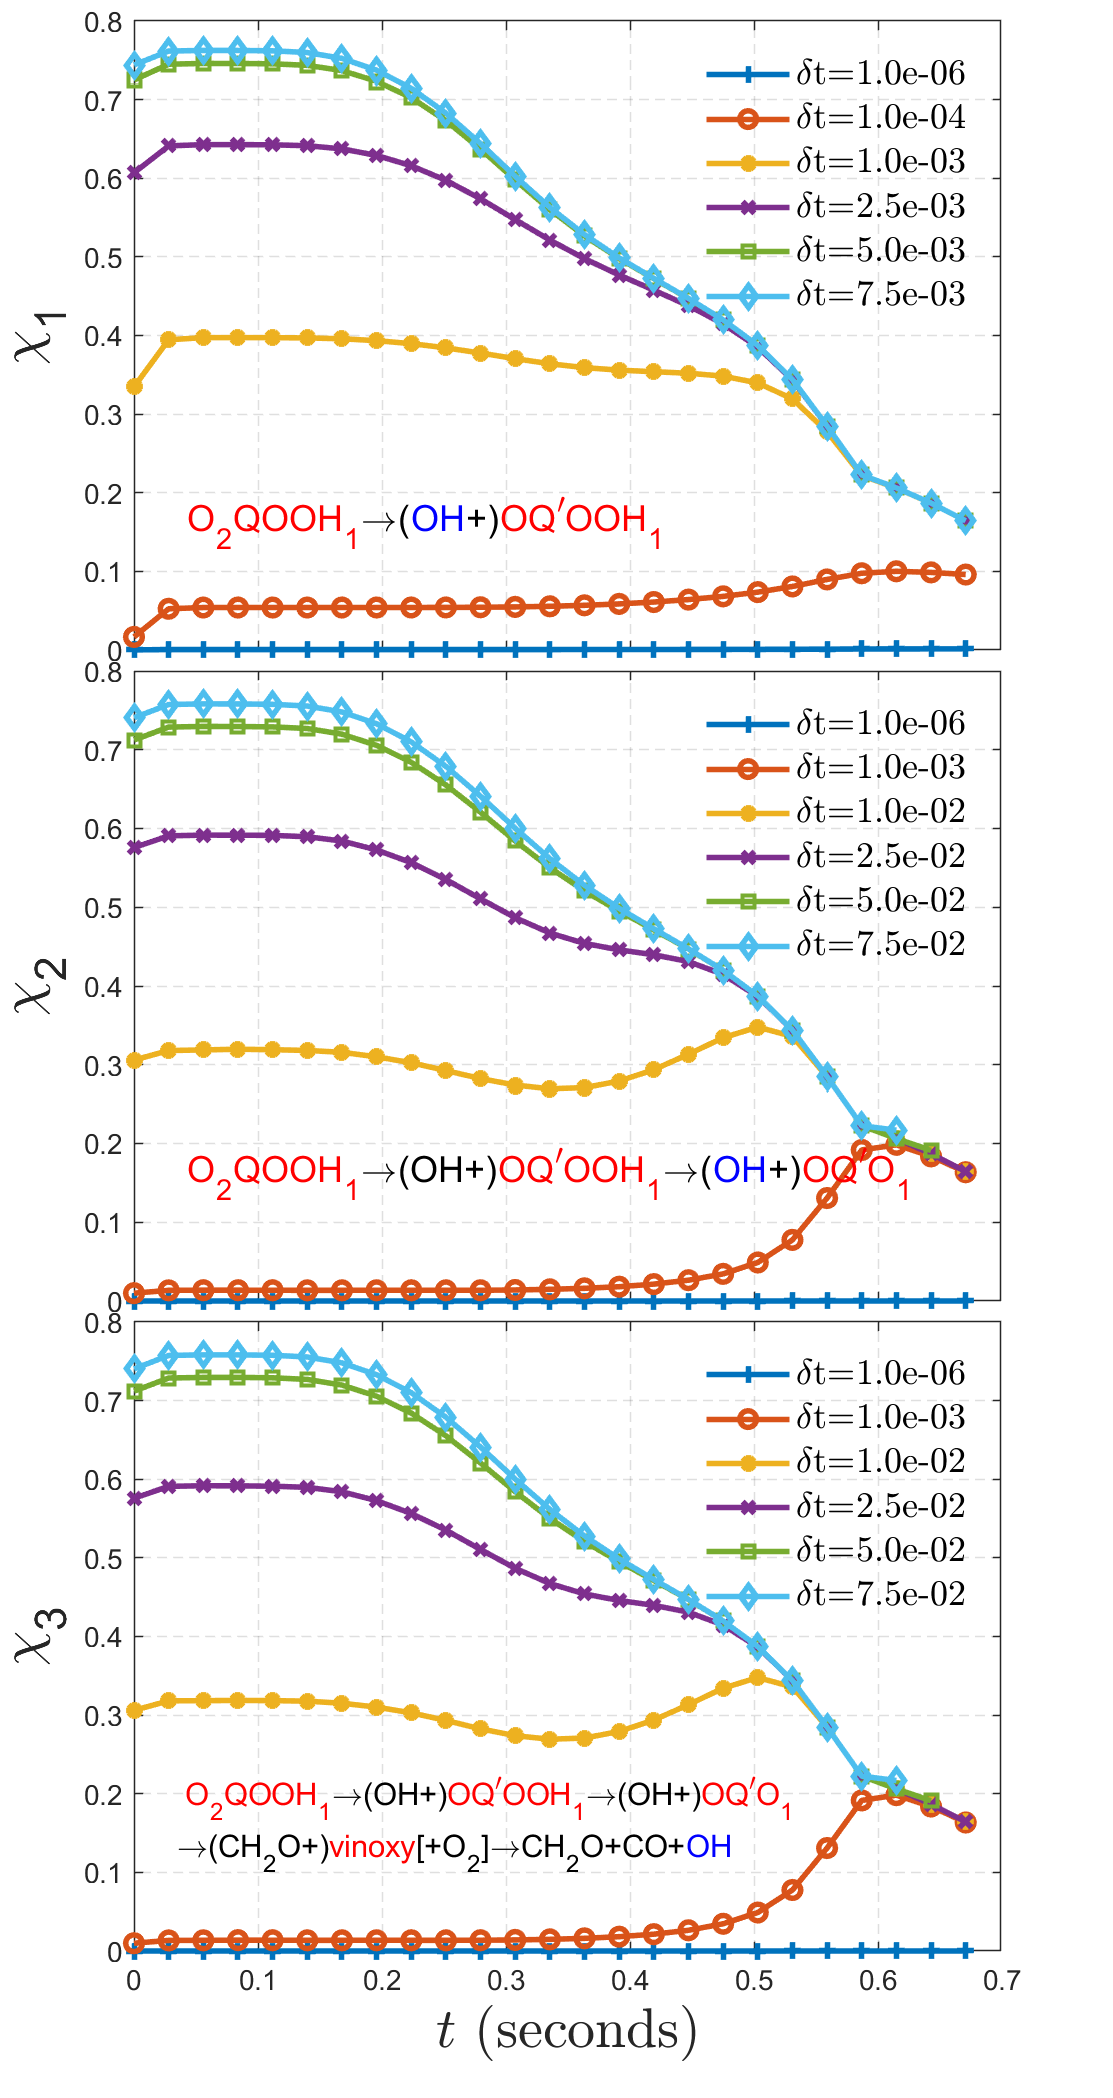 0.8
0.7
0.6
0.5
0.4
0.3
0.2
0.1
0
χ1
δt=1.0e-06
δt=1.0e-04
δt=1.0e-03
δt=2.5e-03
δt=5.0e-03
δt=7.5e-03
O2QOOH1→(OH+)OQ′OOH1
0.8
0.7
0.6
0.5
0.4
0.3
0.2
0.1
0
χ2
δt=1.0e-06
δt=1.0e-03
δt=1.0e-02
δt=2.5e-02
δt=5.0e-02
δt=7.5e-02
O2QOOH1→(OH+)OQ′OOH1→(OH+)OQ′O1
0.8
0.7
0.6
0.5
0.4
0.3
0.2
0.1
0
χ3
δt=1.0e-06
δt=1.0e-03
δt=1.0e-02
δt=2.5e-02
δt=5.0e-02
δt=7.5e-02
O2QOOH1→(OH+)OQ′OOH1→(OH+)OQ′O1
→(CH2O+)vinoxy[+O2]→CH2O+CO+OH
0 0.1 0.2 0.3 0.4 0.5 0.6 0.7
t (seconds)